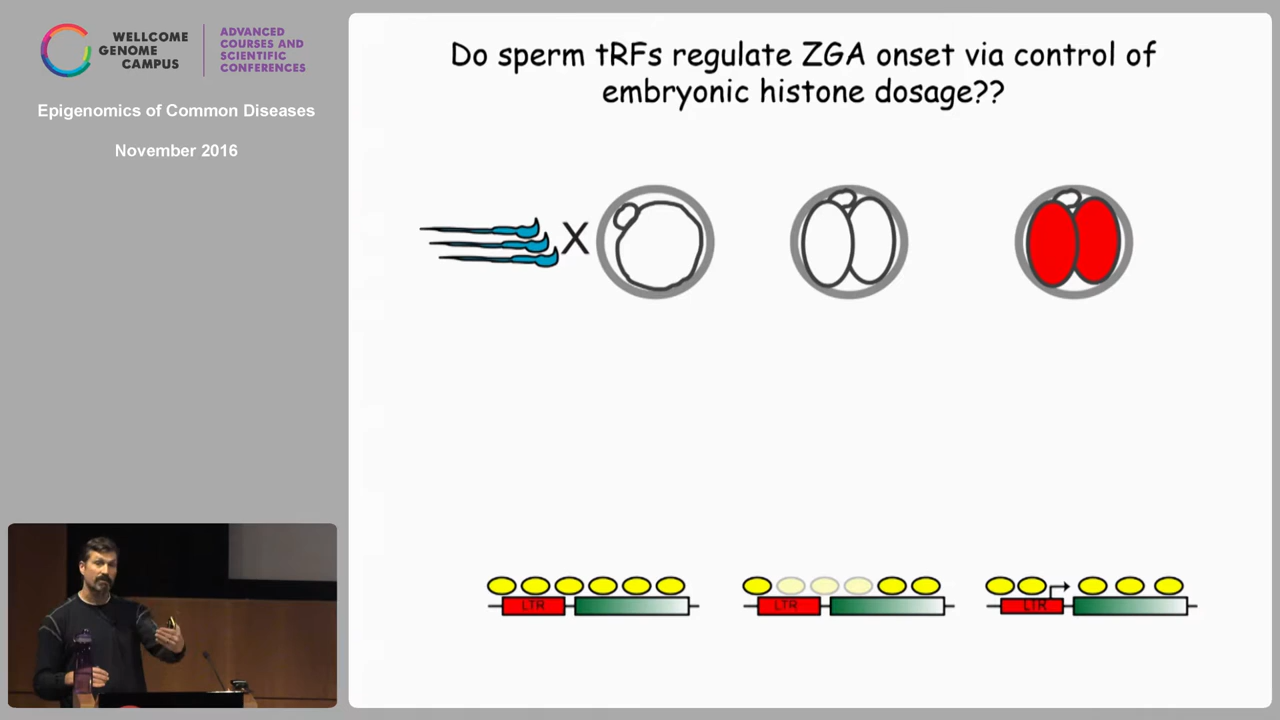 WELLCOME
GENOME
CAMPUS
ADVANCED
COURSES AND
SCIENTIFIC
CONFERENCES
Epigenomics of Common Diseases
November 2016
Do sperm tRFs regulate ZGA onset via control of
embryonic histone dosage??
X
LTR
LTR
LTR